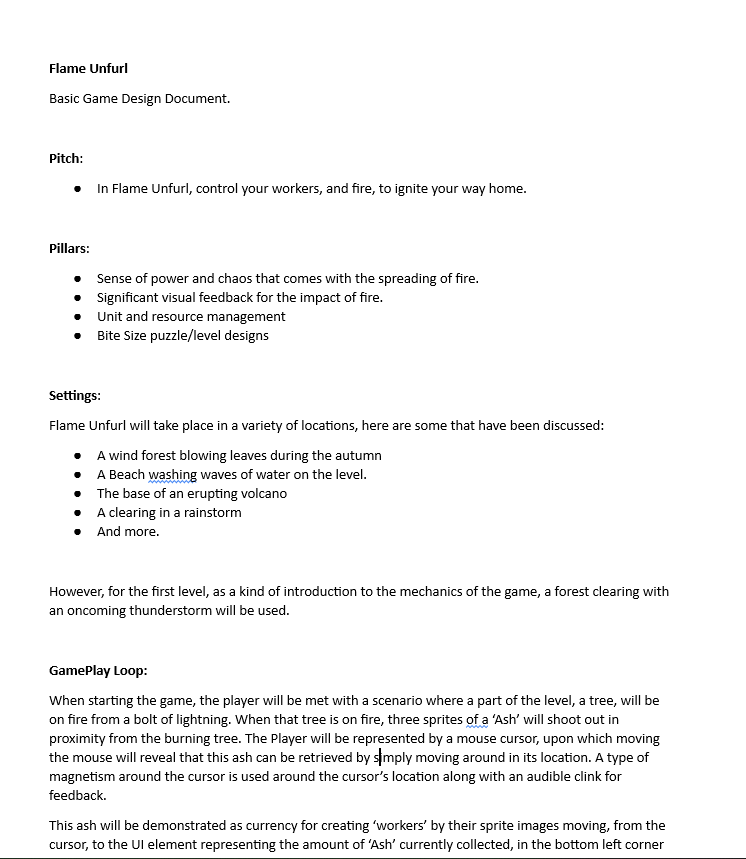 Flame Unfurl
Basic Game Design Document.
Pitch:
● In Flame Unfurl, control your workers, and fire, to ignite your way home.
Pillars:
● Sense of power and chaos that comes with the spreading of fire.
● Significant visual feedback for the impact of fire.
● Unit and resource management
● Bite Size puzzle/level designs
Settings:
Flame Unfurl will take place in a variety of locations, here are some that have been discussed:
● A wind forest blowing leaves during the autumn
● A Beach washing waves of water on the level.
● The base of an erupting volcano
● A clearing in a rainstorm
● And more.
However, for the first level, as a kind of introduction to the mechanics of the game, a forest clearing with
an oncoming thunderstorm will be used.
GamePlay Loop:
When starting the game, the player will be met with a scenario where a part of the level, a tree, will be
on fire from a bolt of lightning. When that tree is on fire, three sprites of a ‘Ash’ will shoot out in
proximity from the burning tree. The Player will be represented by a mouse cursor, upon which moving
the mouse will reveal that this ash can be retrieved by simply moving around in its location. A type of
magnetism around the cursor is used around the cursor’s location along with an audible clink for
feedback.
This ash will be demonstrated as currency for creating ‘workers’ by their sprite images moving, from the
cursor, to the UI element representing the amount of ‘Ash’ currently collected, in the bottom left corner